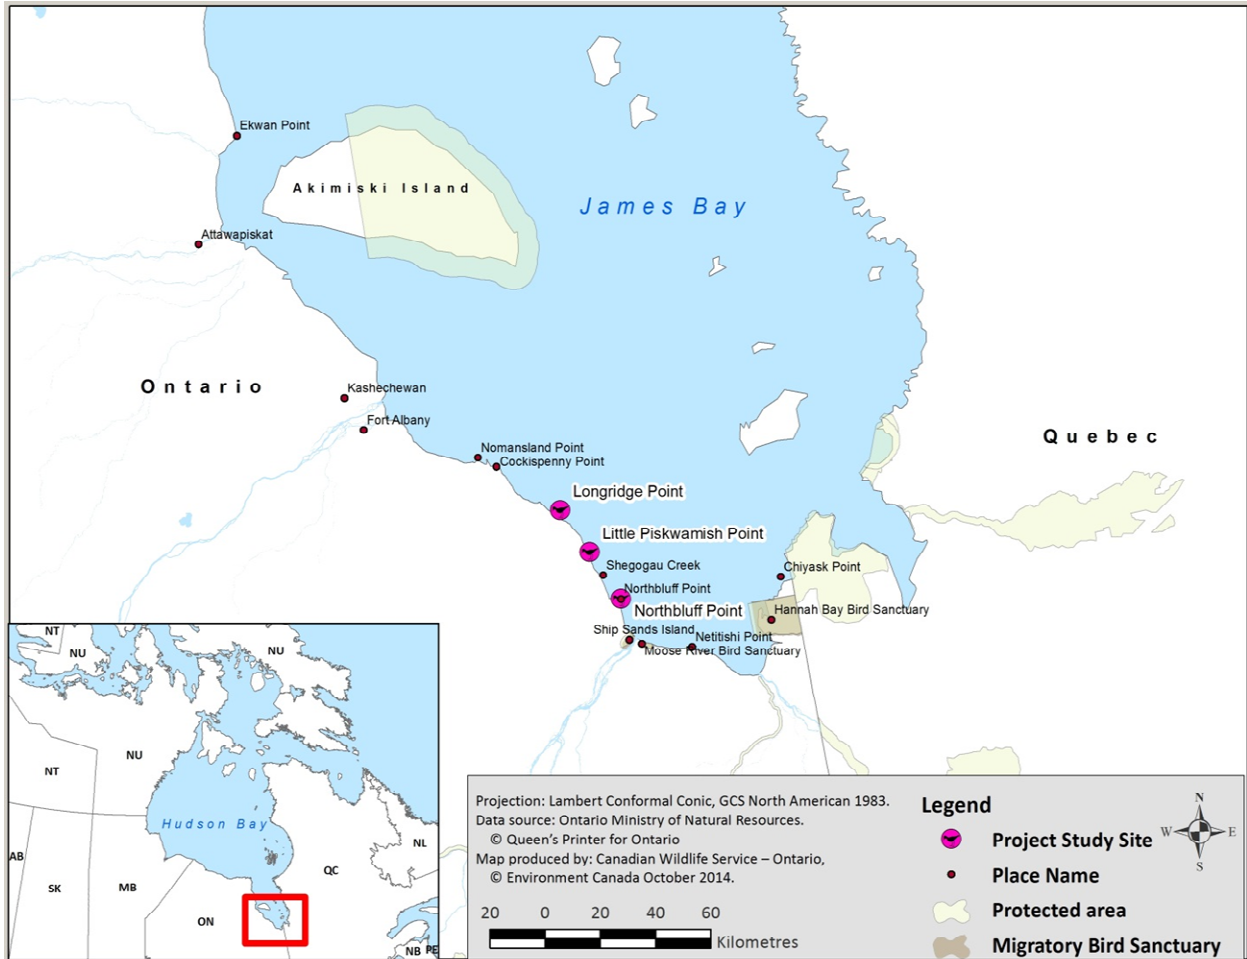 Ekwan Point
Akimiski Island
James Bay
Attawapiskat
Ontario
Kashechewan
Fort Albany
Quebec
Nomansland Point
Cockispenny Point
Longridge Point
Little Piskwamish Point
Shegogau Creek
Chiyask Point
Northbluff Point
Northbluff Point
Hannah Bay Bird Sanctuary
Ship Sands Island
Netitishi Point
Moose River Bird Sanctuary
NT
NU
NU
NU
NT
Hudson Bay
AB
SK
MB
ON
QC
NL
NB
PE
Projection: Lambert Conformal Conic, GCS North American 1983.
Data source: Ontario Ministry of Natural Resources.
© Queen's Printer for Ontario
Map produced by: Canadian Wildlife Service – Ontario,
© Environment Canada October 2014.
20 0 20 40 60
Kilometres
Legend
Project Study Site
Place Name
Protected area
Migratory Bird Sanctuary
N
W E
S